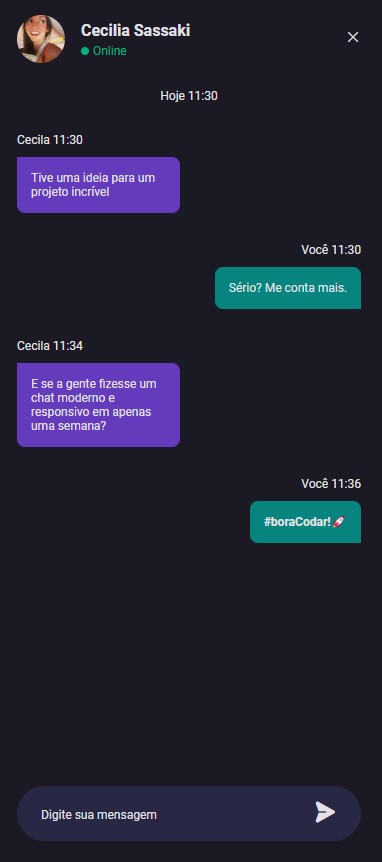 Cecilia Sassaki
Online
Hoje 11:30
Cecila 11:30
Tive uma ideia para um
projeto incrível
Você 11:30
Sério? Me conta mais.
Cecila 11:34
E se a gente fizesse um
chat moderno e
responsivo em apenas
uma semana?
Você 11:36
#boraCodar!🚀
Digite sua mensagem